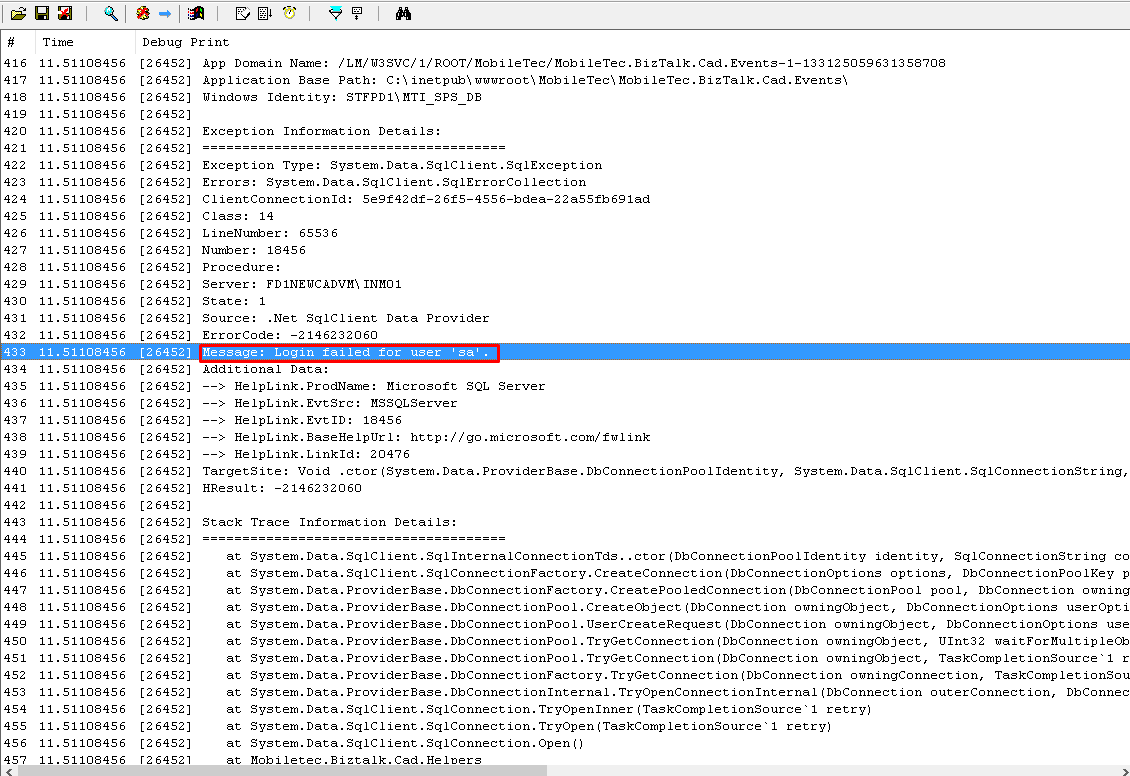 # Time Debug Print
416 11.51108456 [26452] App Domain Name: /LM/W3SVC/1/ROOT/MobileTec/MobileTec.BizTalk.Cad.Events-1-133125059631358708
417 11.51108456 [26452] Application Base Path: C:\inetpub\wwwroot\MobileTec\MobileTec.BizTalk.Cad.Events\
418 11.51108456 [26452] Windows Identity: STFPD1\MTI_SPS_DB
419 11.51108456 [26452]
420 11.51108456 [26452] Exception Information Details:
421 11.51108456 [26452] ======================================
422 11.51108456 [26452] Exception Type: System.Data.SqlClient.SqlException
423 11.51108456 [26452] Errors: System.Data.SqlClient.SqlErrorCollection
424 11.51108456 [26452] ClientConnectionId: 5e9f42df-26f5-4556-bdea-22a55fb691ad
425 11.51108456 [26452] Class: 14
426 11.51108456 [26452] LineNumber: 65536
427 11.51108456 [26452] Number: 18456
428 11.51108456 [26452] Procedure:
429 11.51108456 [26452] Server: FD1NEWCADVM\INM01
430 11.51108456 [26452] State: 1
431 11.51108456 [26452] Source: .Net SqlClient Data Provider
432 11.51108456 [26452] ErrorCode: -2146232060
433 11.51108456 [26452] Message: Login failed for user 'sa'.
434 11.51108456 [26452] Additional Data:
435 11.51108456 [26452] --> HelpLink.ProdName: Microsoft SQL Server
436 11.51108456 [26452] --> HelpLink.EvtSrc: MSSQLServer
437 11.51108456 [26452] --> HelpLink.EvtID: 18456
438 11.51108456 [26452] --> HelpLink.BaseHelpUrl: http://go.microsoft.com/fwlink
439 11.51108456 [26452] --> HelpLink.LinkId: 20476
440 11.51108456 [26452] TargetSite: Void .ctor(System.Data.ProviderBase.DbConnectionPoolIdentity, System.Data.SqlClient.SqlConnectionString,
441 11.51108456 [26452] HResult: -2146232060
442 11.51108456 [26452]
443 11.51108456 [26452] Stack Trace Information Details:
444 11.51108456 [26452] ======================================
445 11.51108456 [26452] at System.Data.SqlClient.SqlInternalConnectionTds..ctor(DbConnectionPoolIdentity identity, SqlConnectionString co
446 11.51108456 [26452] at System.Data.SqlClient.SqlConnectionFactory.CreateConnection(DbConnectionOptions options, DbConnectionPoolKey p
447 11.51108456 [26452] at System.Data.ProviderBase.DbConnectionFactory.CreatePooledConnection(DbConnectionPool pool, DbConnection owning
448 11.51108456 [26452] at System.Data.ProviderBase.DbConnectionPool.CreateObject(DbConnection owningObject, DbConnectionOptions userOpti
449 11.51108456 [26452] at System.Data.ProviderBase.DbConnectionPool.UserCreateRequest(DbConnection owningObject, DbConnectionOptions use
450 11.51108456 [26452] at System.Data.ProviderBase.DbConnectionPool.TryGetConnection(DbConnection owningObject, UInt32 waitForMultipleOb
451 11.51108456 [26452] at System.Data.ProviderBase.DbConnectionPool.TryGetConnection(DbConnection owningObject, TaskCompletionSource`1 r
452 11.51108456 [26452] at System.Data.ProviderBase.DbConnectionFactory.TryGetConnection(DbConnection owningConnection, TaskCompletionSou
453 11.51108456 [26452] at System.Data.ProviderBase.DbConnectionInternal.TryOpenConnectionInternal(DbConnection outerConnection, DbConnec
454 11.51108456 [26452] at System.Data.SqlClient.SqlConnection.TryOpenInner(TaskCompletionSource`1 retry)
455 11.51108456 [26452] at System.Data.SqlClient.SqlConnection.TryOpen(TaskCompletionSource`1 retry)
456 11.51108456 [26452] at System.Data.SqlClient.SqlConnection.Open()
457 11.51108456 [26452] at Mobiletec.Biztalk.Cad.Helpers